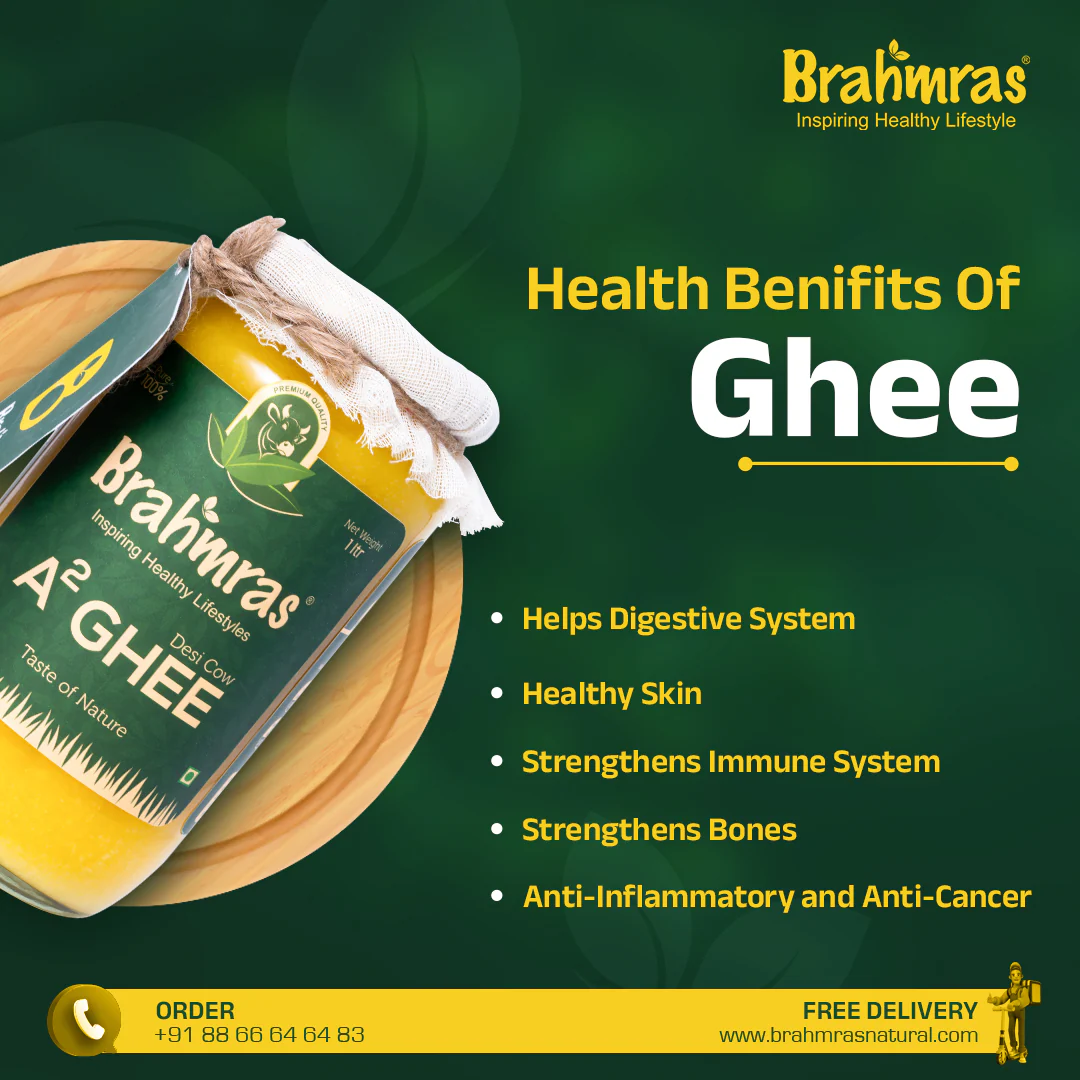 Brahmras®
Inspiring Healthy Lifestyle
Health Benifits Of
Ghee
100%
PREMIUM QUALITY
Brahmras®
Inspiring Healthy Lifestyles
Net Weight
1 ltr
A² GHEE
Desi Cow
Taste of Nature
• Helps Digestive System
• Healthy Skin
• Strengthens Immune System
• Strengthens Bones
• Anti-Inflammatory and Anti-Cancer
ORDER
+91 88 66 64 64 83
FREE DELIVERY
www.brahmrasnatural.com